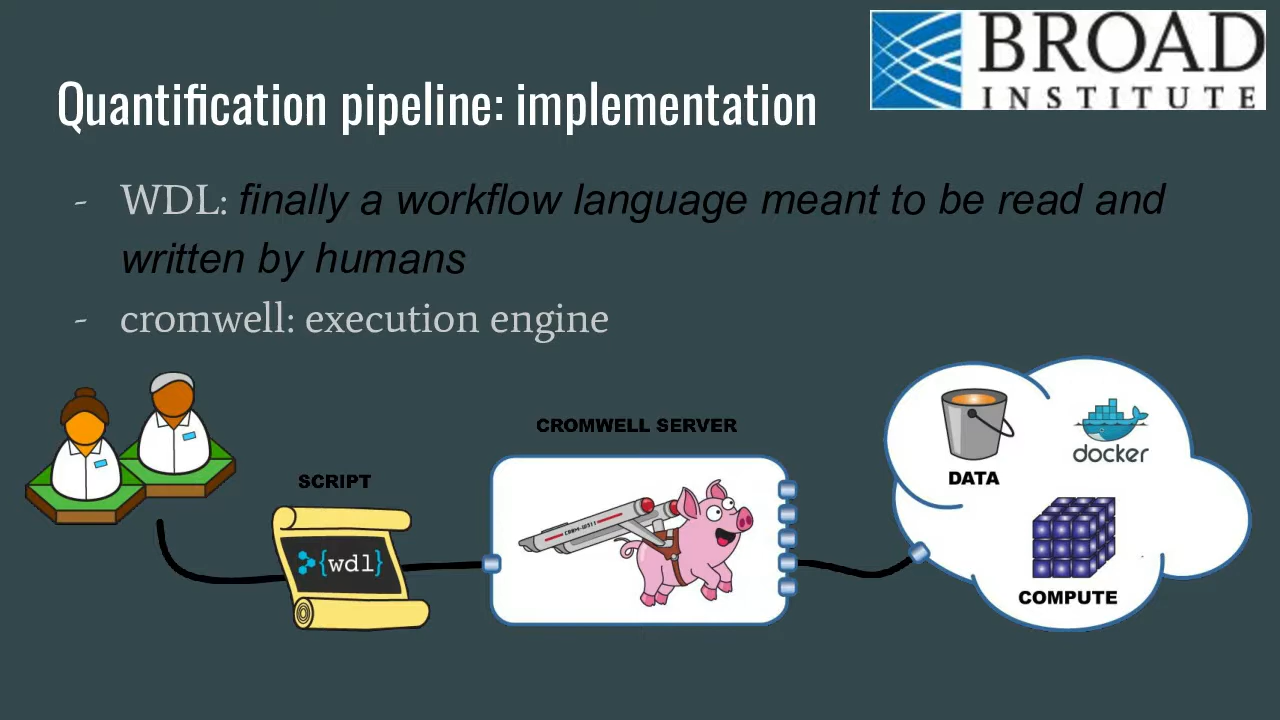 BROAD
INSTITUTE
Quantification pipeline: implementation
- WDL: finally a workflow language meant to be read and
written by humans
- cromwell: execution engine
CROMWELL SERVER
SCRIPT
{wdl}
DATA
docker
COMPUTE